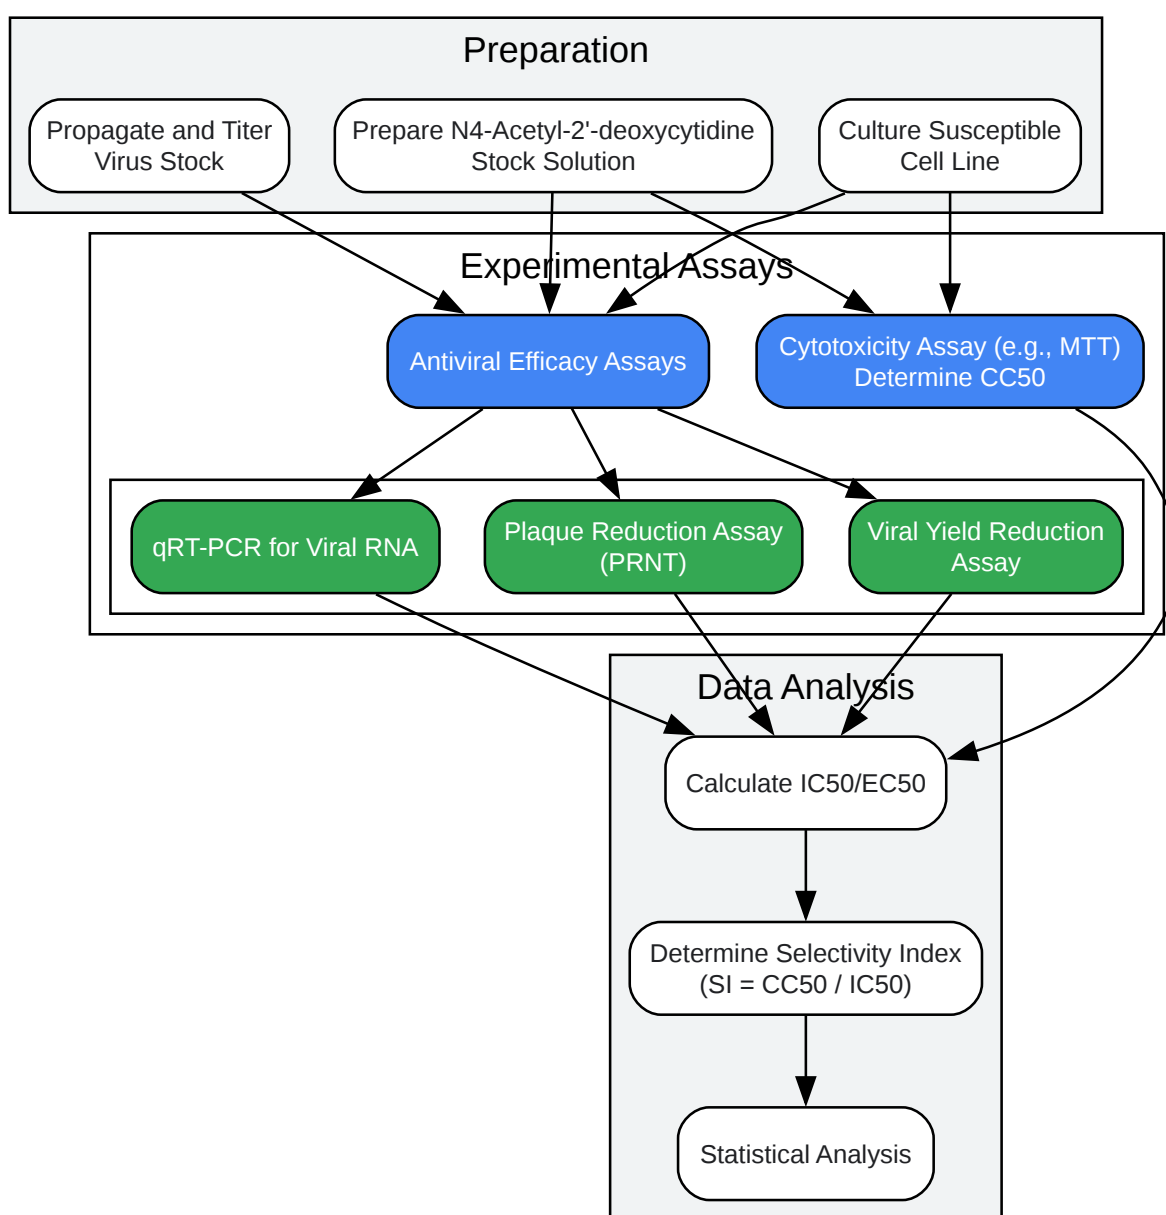 Preparation
Propagate and Titer
Virus Stock
Prepare N4-Acetyl-2'-deoxycytidine
Stock Solution
Culture Susceptible
Cell Line
Experimental Assays
Antiviral Efficacy Assays
Cytotoxicity Assay (e.g., MTT)
Determine CC50
qRT-PCR for Viral RNA
Plaque Reduction Assay
(PRNT)
Viral Yield Reduction
Assay
Data Analysis
Calculate IC50/EC50
Determine Selectivity Index
(SI = CC50 / IC50)
Statistical Analysis